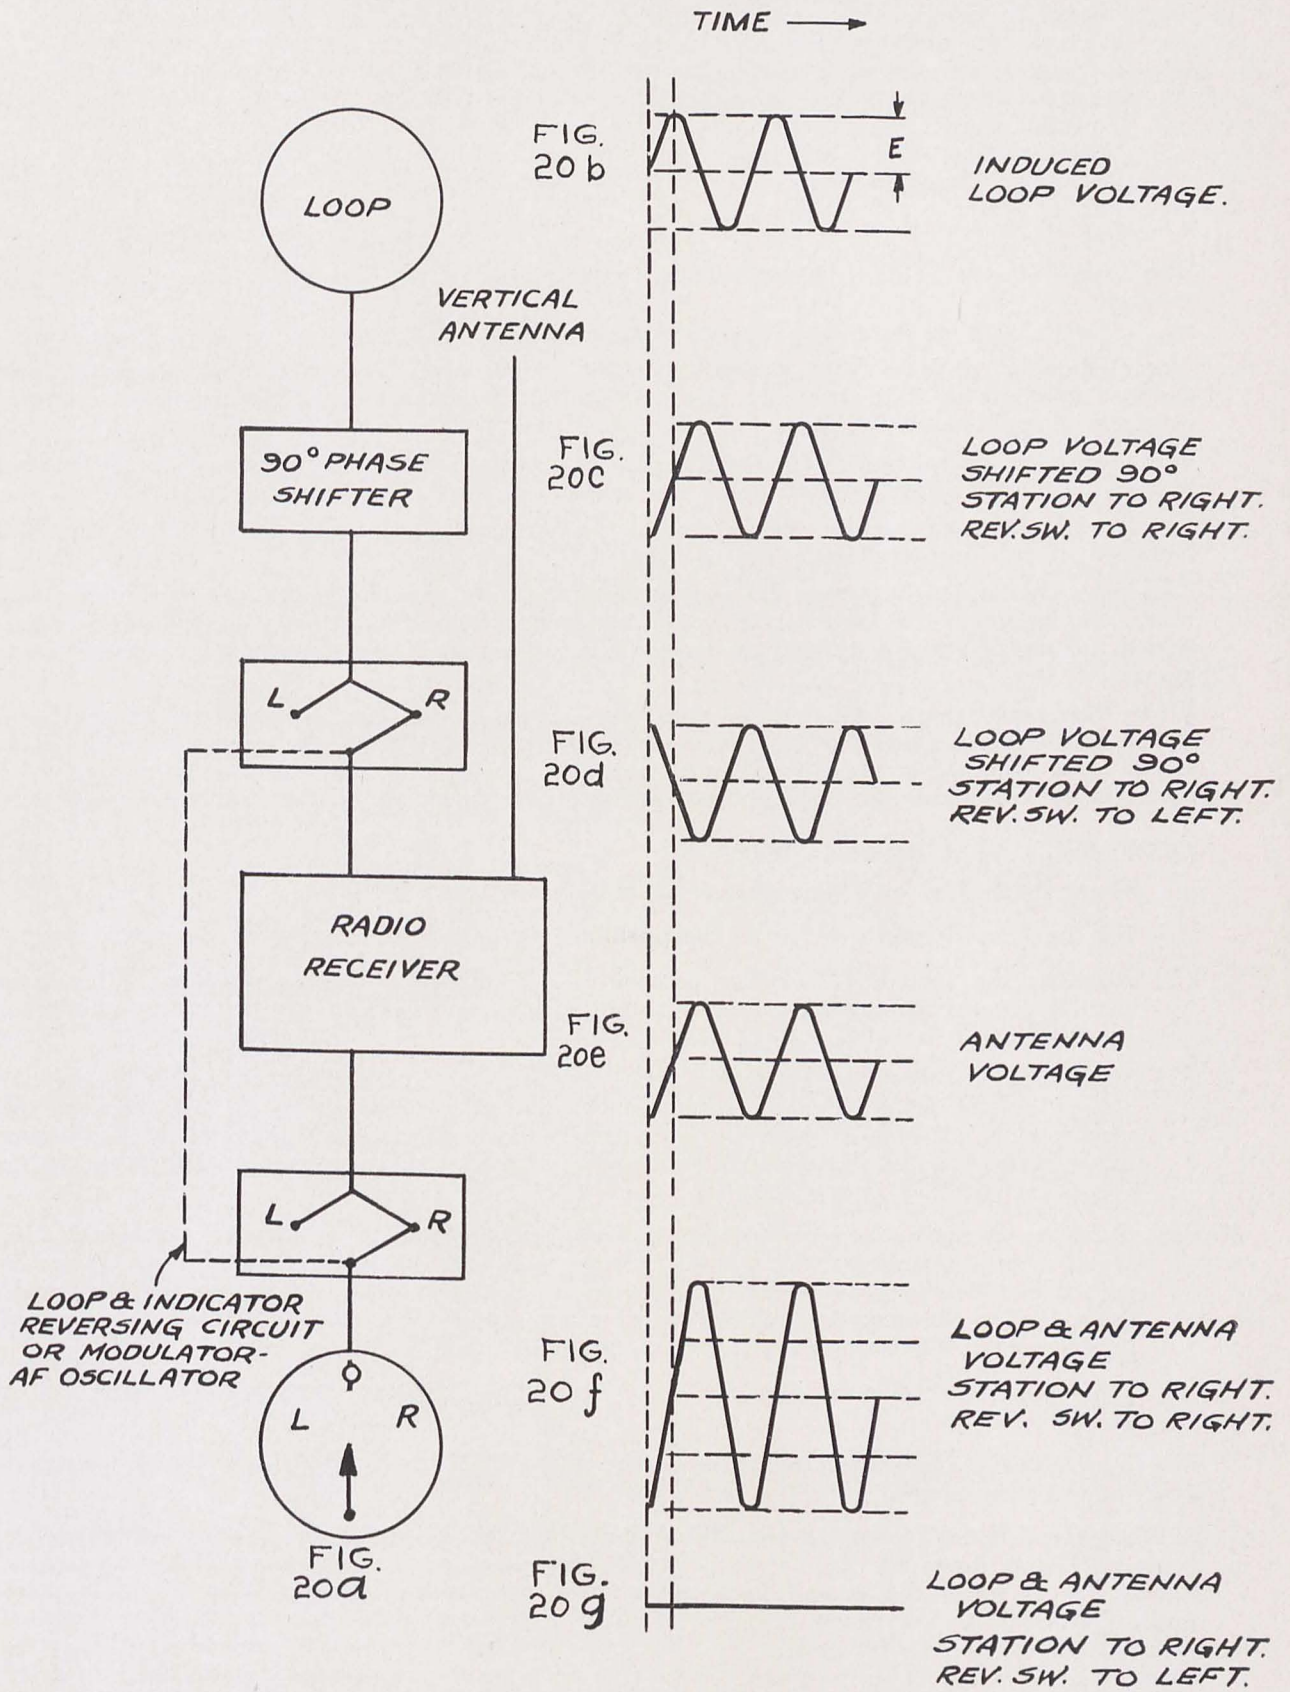 TIME
LOOP
FIG.
20 b
E
INDUCED
LOOP VOLTAGE.
VERTICAL
ANTENNA
90° PHASE
SHIFTER
FIG.
20C
LOOP VOLTAGE
SHIFTED 90°
STATION TO RIGHT.
REV. SW. TO RIGHT.
L R
FIG.
20d
LOOP VOLTAGE
SHIFTED 90°
STATION TO RIGHT.
REV. SW. TO LEFT.
RADIO
RECEIVER
FIG.
20e
ANTENNA
VOLTAGE
L R
LOOP & INDICATOR
REVERSING CIRCUIT
OR MODULATOR-
AF OSCILLATOR
O
L R
FIG.
20a
FIG.
20 f
LOOP & ANTENNA
VOLTAGE
STATION TO RIGHT.
REV. SW. TO RIGHT.
FIG.
20 g
LOOP & ANTENNA
VOLTAGE
STATION TO RIGHT.
REV. SW. TO LEFT.